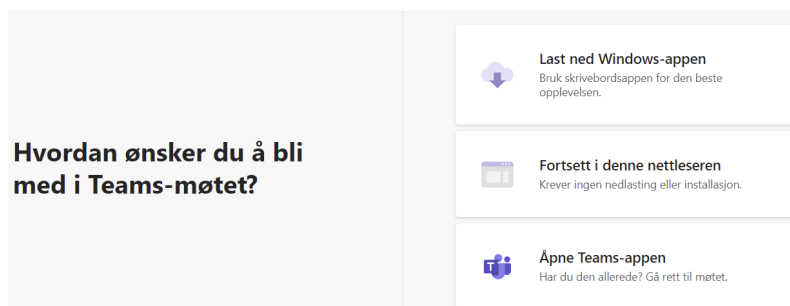 Hvordan ønsker du å bli
med i Teams-møtet?
Last ned Windows-appen
Bruk skrivebordsappen for den beste
opplevelsen.
Fortsett i denne nettleseren
Krever ingen nedlasting eller installasjon.
T
Åpne Teams-appen
Har du den allerede? Gå rett til møtet.